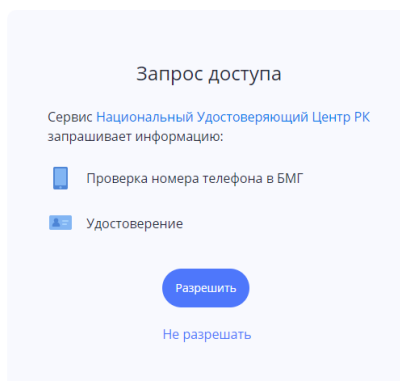 Запрос доступа
Сервис Национальный Удостоверяющий Центр РК
запрашивает информацию:
Проверка номера телефона в БМГ
Удостоверение
Разрешить
Не разрешать